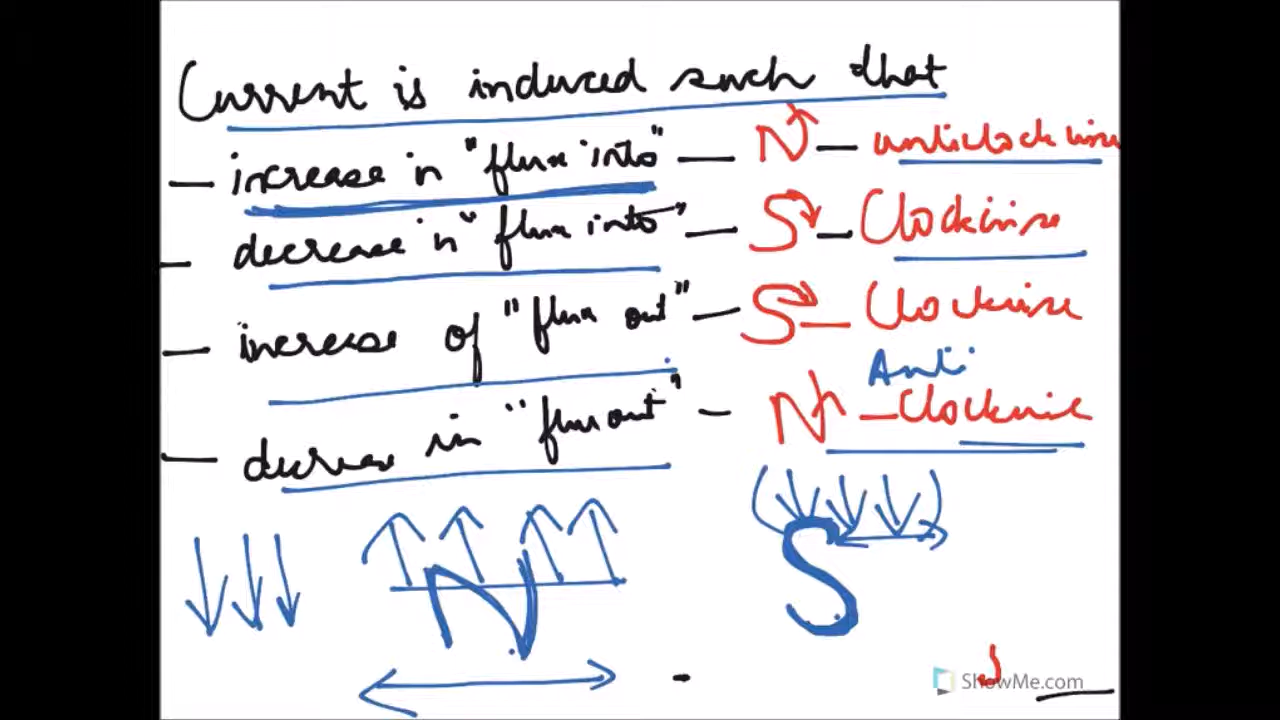 Current is induced such that
— increase in "flux into" — N — anticlockwise
— decrease in "flux into" — S — Clockwise
— increase of "flux out" — S — Clockwise
Anti
— decreas in "flux out" — N — Clockwise
N
S
ShowMe.com